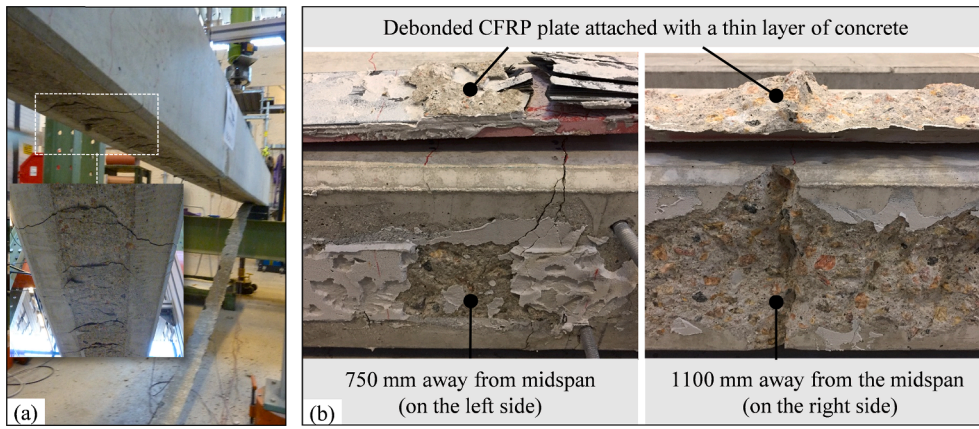 Debonded CFRP plate attached with a thin layer of concrete
750 mm away from midspan
(on the left side)
1100 mm away from the midspan
(on the right side)
(a)
(b)